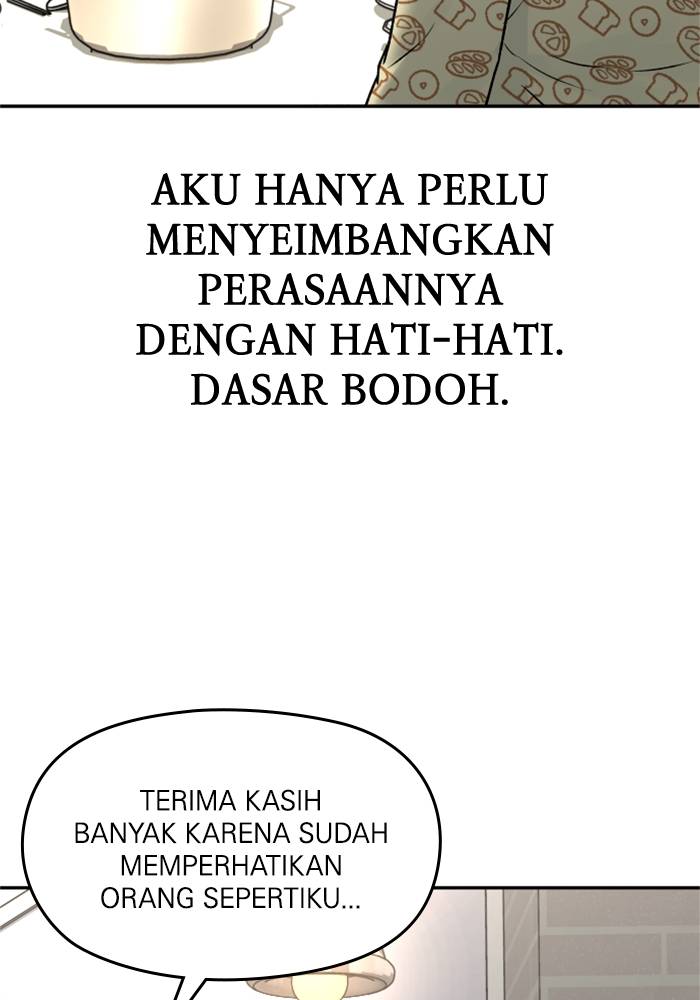 AKU HANYA PERLU
MENYEIMBANGKAN
PERASAANNYA
DENGAN HATI-HATI.
DASAR BODOH.
TERIMA KASIH
BANYAK KARENA SUDAH
MEMPERHATIKAN
ORANG SEPERTIKU...